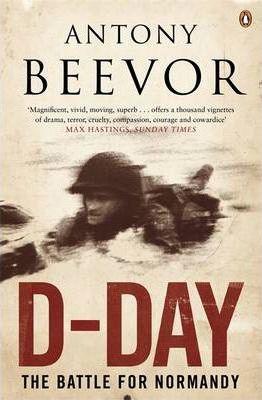 ANTONY
BEEVOR
'Magnificent, vivid, moving, superb . . . offers a thousand vignettes
of drama, terror, cruelty, compassion, courage and cowardice'
MAX HASTINGS, SUNDAY TIMES
D-DAY
THE BATTLE FOR NORMANDY